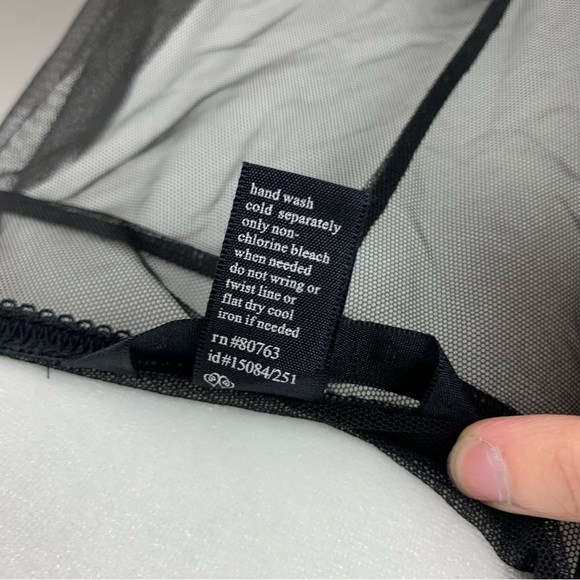 hand wash
cold separately
only non-
chlorine bleach
when needed
do not wring or
twist line or
flat dry cool
iron if needed
rn #80763
id#15084/251